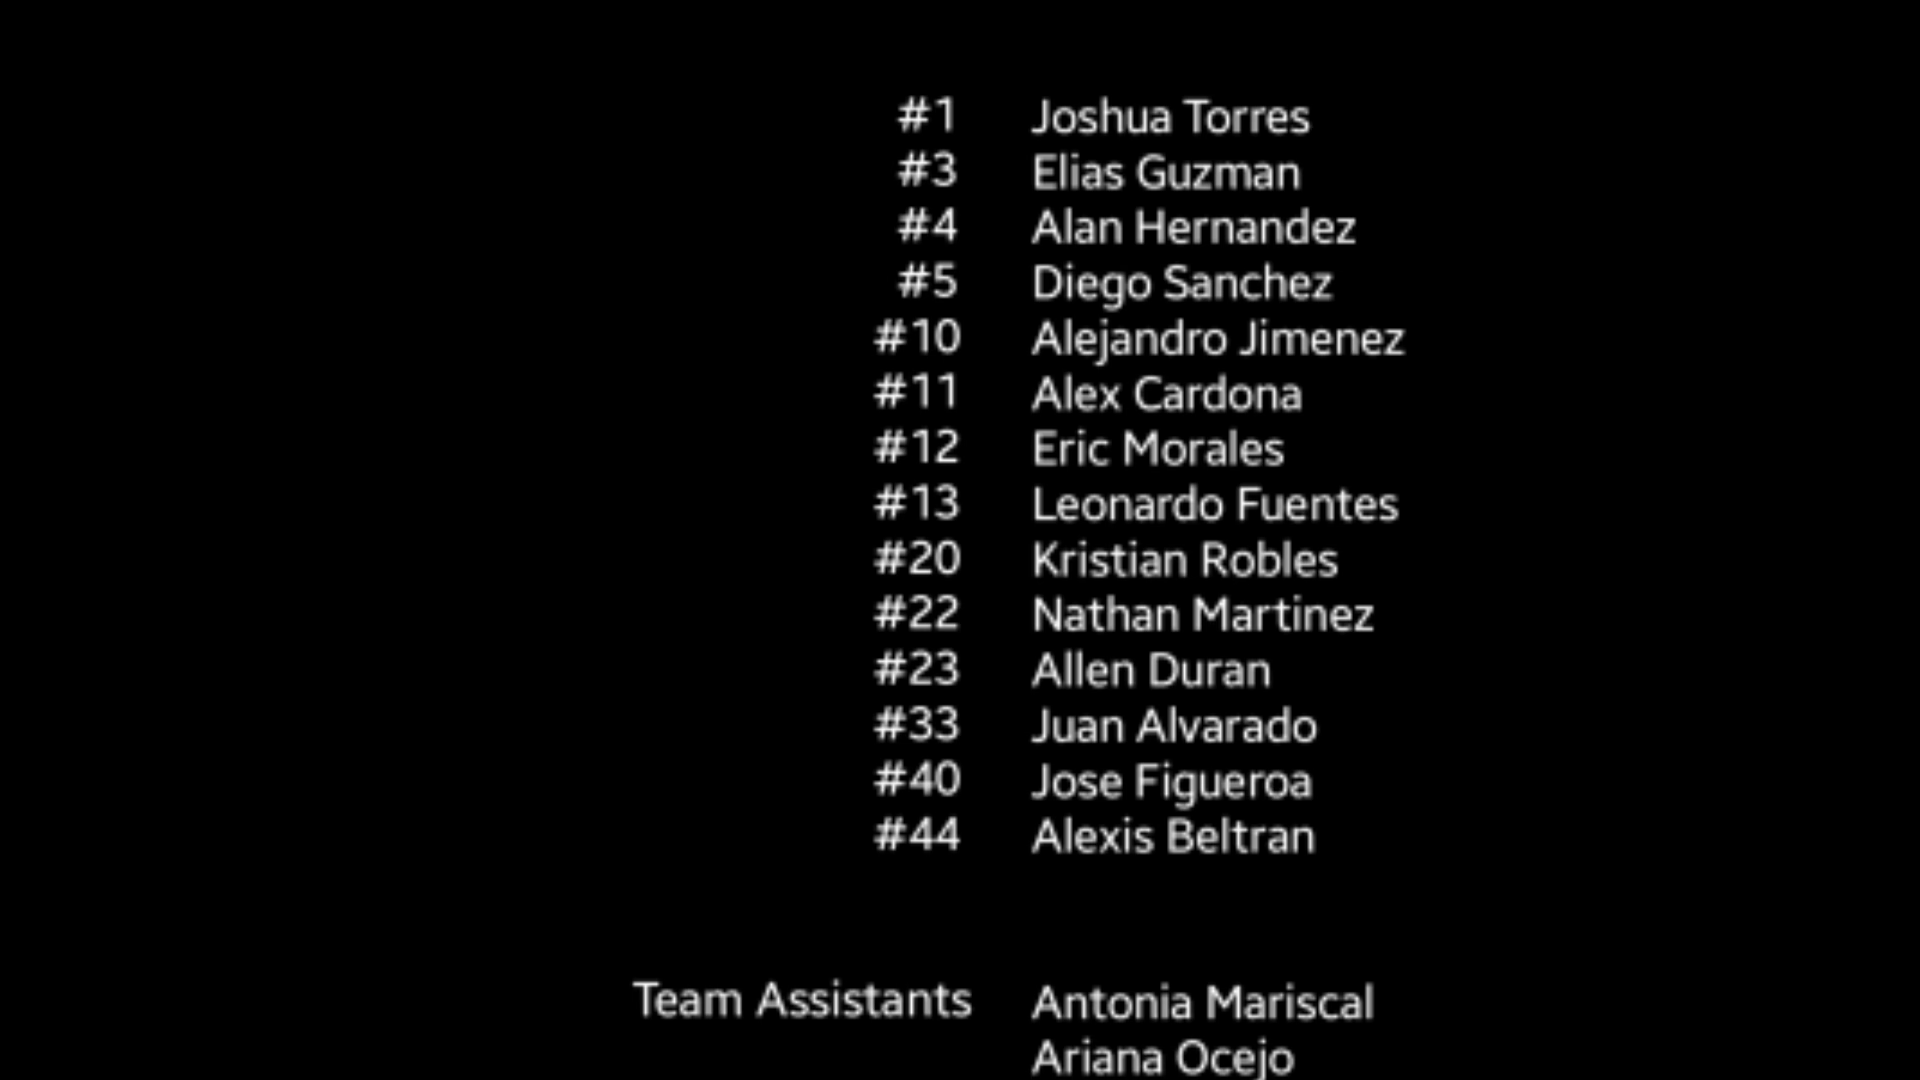 #1 Joshua Torres
#3 Elias Guzman
#4 Alan Hernandez
#5 Diego Sanchez
#10 Alejandro Jimenez
#11 Alex Cardona
#12 Eric Morales
#13 Leonardo Fuentes
#20 Kristian Robles
#22 Nathan Martinez
#23 Allen Duran
#33 Juan Alvarado
#40 Jose Figueroa
#44 Alexis Beltran
Team Assistants Antonia Mariscal
Ariana Ocejo